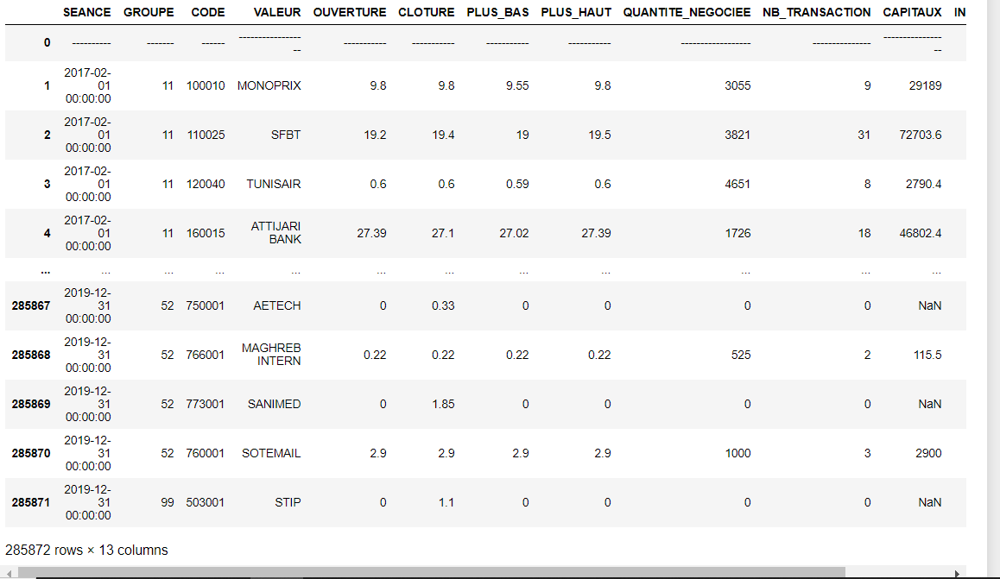 SEANCE GROUPE CODE VALEUR OUVERTURE CLOTURE PLUS_BAS PLUS_HAUT QUANTITE_NEGOCIEE NB_TRANSACTION CAPITAUX IN
0 ---------- ------- ------ ---------------- ----------- ----------- ----------- ----------- ------------------ --------------- ---------------
-- --
2017-02-
1 01 11 100010 MONOPRIX 9.8 9.8 9.55 9.8 3055 9 29189
00:00:00
2017-02-
2 01 11 110025 SFBT 19.2 19.4 19 19.5 3821 31 72703.6
00:00:00
2017-02-
3 01 11 120040 TUNISAIR 0.6 0.6 0.59 0.6 4651 8 2790.4
00:00:00
2017-02- ATTIJARI
4 01 11 160015 BANK 27.39 27.1 27.02 27.39 1726 18 46802.4
00:00:00
... ... ... ... ... ... ... ... ... ... ... ...
2019-12-
285867 31 52 750001 AETECH 0 0.33 0 0 0 0 NaN
00:00:00
2019-12- MAGHREB
285868 31 52 766001 INTERN 0.22 0.22 0.22 0.22 525 2 115.5
00:00:00
2019-12-
285869 31 52 773001 SANIMED 0 1.85 0 0 0 0 NaN
00:00:00
2019-12-
285870 31 52 760001 SOTEMAIL 2.9 2.9 2.9 2.9 1000 3 2900
00:00:00
2019-12-
285871 31 99 503001 STIP 0 1.1 0 0 0 0 NaN
00:00:00
285872 rows × 13 columns